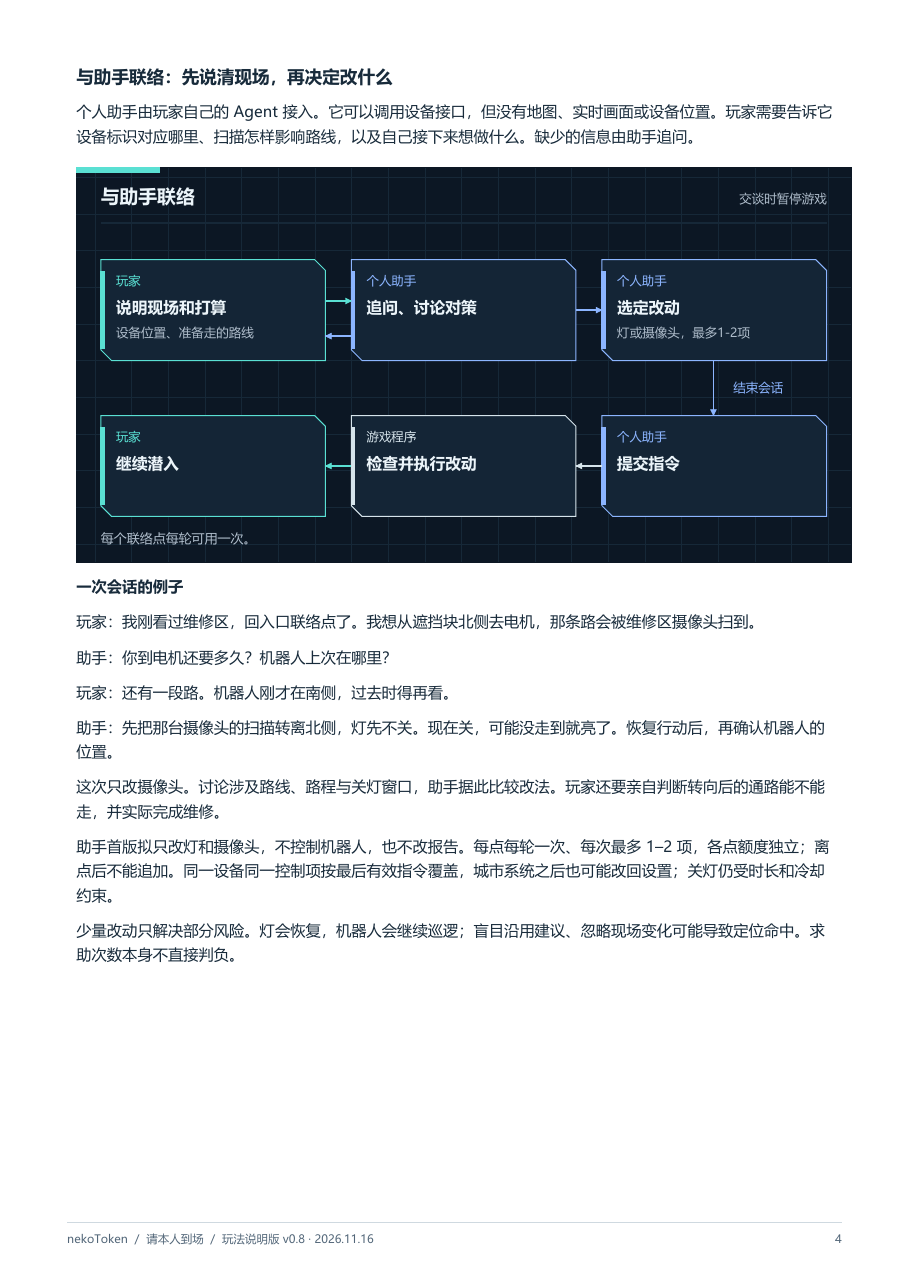 与助手联络：先说清现场，再决定改什么
个人助手由玩家自己的 Agent 接入。它可以调用设备接口，但没有地图、实时画面或设备位置。玩家需要告诉它
设备标识对应哪里、扫描怎样影响路线，以及自己接下来想做什么。缺少的信息由助手追问。
与助手联络
交谈时暂停游戏
玩家
说明现场和打算
设备位置、准备走的路线
个人助手
追问、讨论对策
个人助手
选定改动
灯或摄像头，最多1-2项
结束会话
玩家
继续潜入
游戏程序
检查并执行改动
个人助手
提交指令
每个联络点每轮可用一次。
一次会话的例子
玩家：我刚看过维修区，回入口联络点了。我想从遮挡块北侧去电机，那条路会被维修区摄像头扫到。
助手：你到电机还要多久？机器人上次在哪里？
玩家：还有一段路。机器人刚才在南侧，过去时得再看。
助手：先把那台摄像头的扫描转离北侧，灯先不关。现在关，可能没走到就亮了。恢复行动后，再确认机器人的
位置。
这次只改摄像头。讨论涉及路线、路程与关灯窗口，助手据此比较改法。玩家还要亲自判断转向后的通路能不能
走，并实际完成维修。
助手首版拟只改灯和摄像头，不控制机器人，也不改报告。每点每轮一次、每次最多 1–2 项，各点额度独立；离
点后不能追加。同一设备同一控制项按最后有效指令覆盖，城市系统之后也可能改回设置；关灯仍受时长和冷却
约束。
少量改动只解决部分风险。灯会恢复，机器人会继续巡逻；盲目沿用建议、忽略现场变化可能导致定位命中。求
助次数本身不直接判负。
nekoToken / 请本人到场 / 玩法说明版 v0.8 · 2026.11.16
4